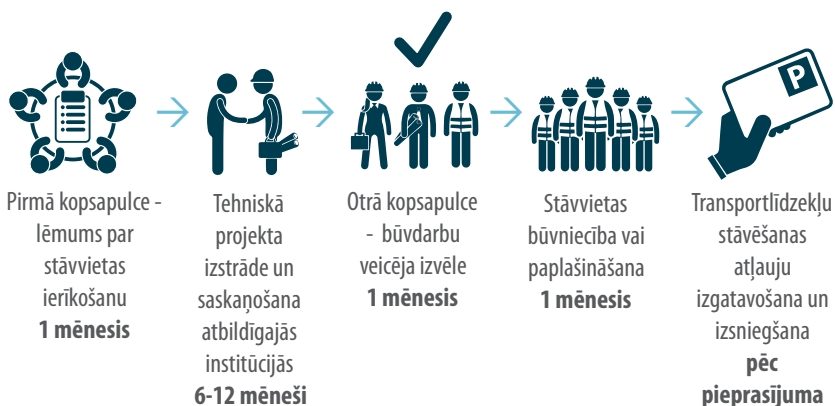 P
Pirmā kopsapulce -
lēmums par
stāvvietas
ierīkošanu
1 mēnesis
Tehniskā
projekta
izstrāde un
saskaņošana
atbildīgajās
institūcijās
6-12 mēneši
Otrā kopsapulce
- būvdarbu
veicēja izvēle
1 mēnesis
Stāvvietas
būvniecība vai
paplašināšana
1 mēnesis
Transportlīdzekļu
stāvēšanas
atļauju
izgatavošana un
izsniegšana
pēc
pieprasījuma